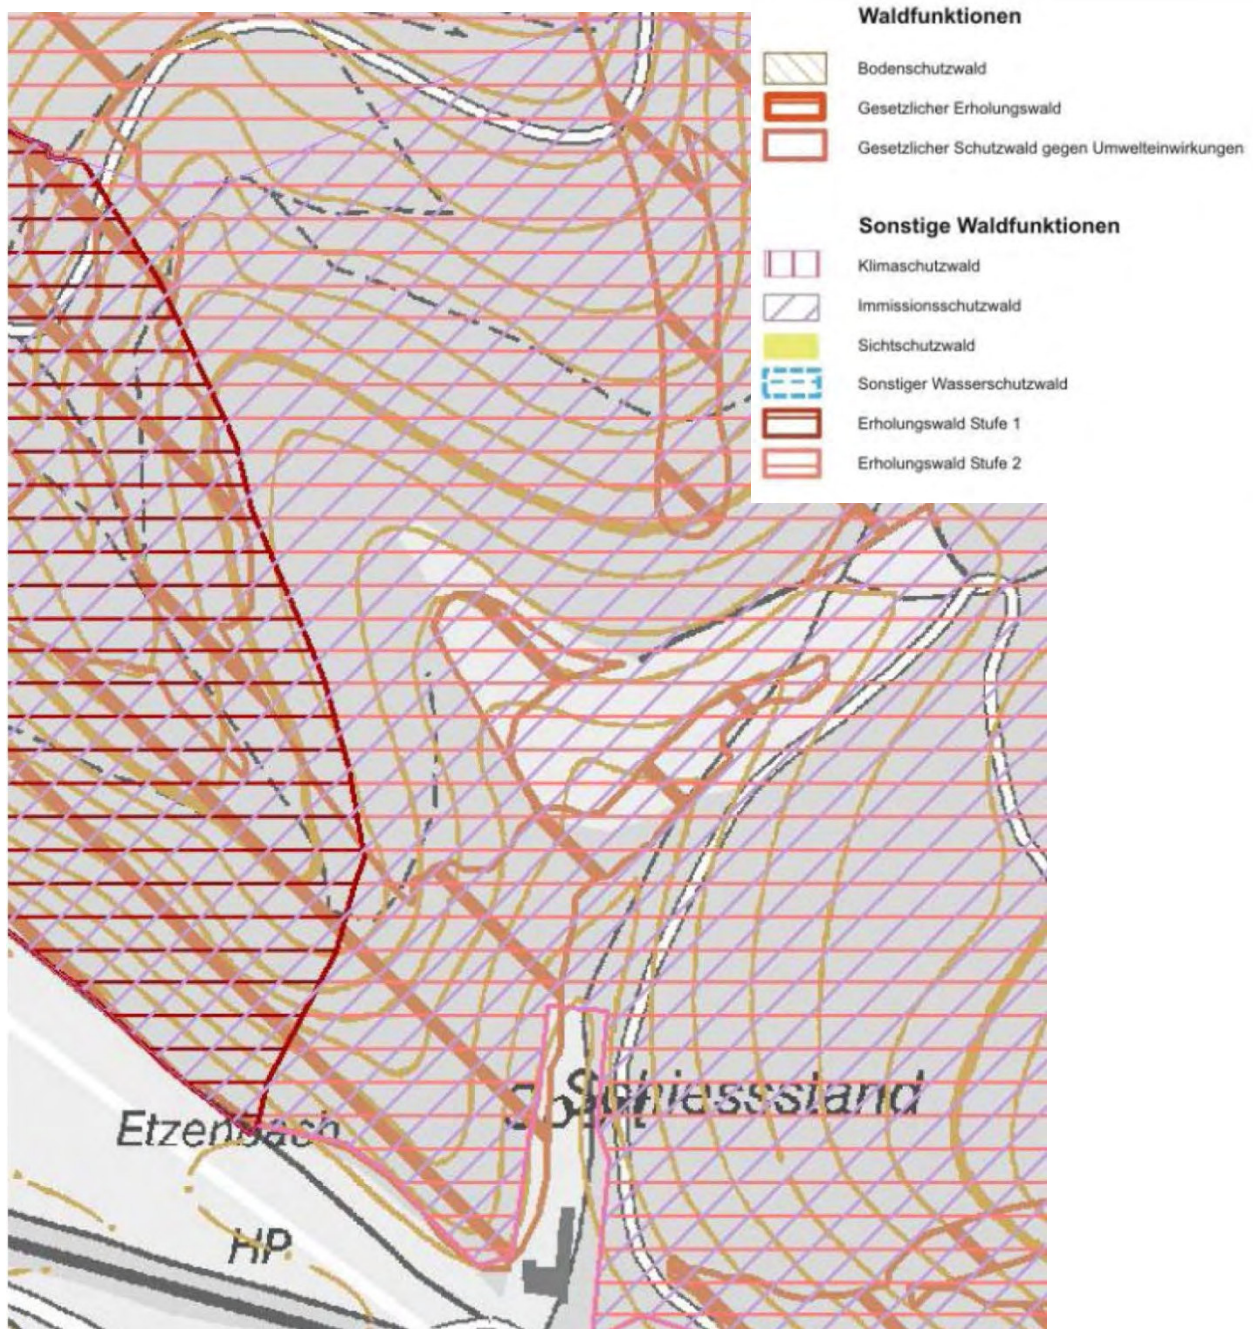 Waldfunktionen
Bodenschutzwald
Gesetzlicher Erholungswald
Gesetzlicher Schutzwald gegen Umwelteinwirkungen
Sonstige Waldfunktionen
Klimaschutzwald
Immissionsschutzwald
Sichtschutzwald
Sonstiger Wasserschutzwald
Erholungswald Stufe 1
Erholungswald Stufe 2
Schiessstand
Etzenbach
HP